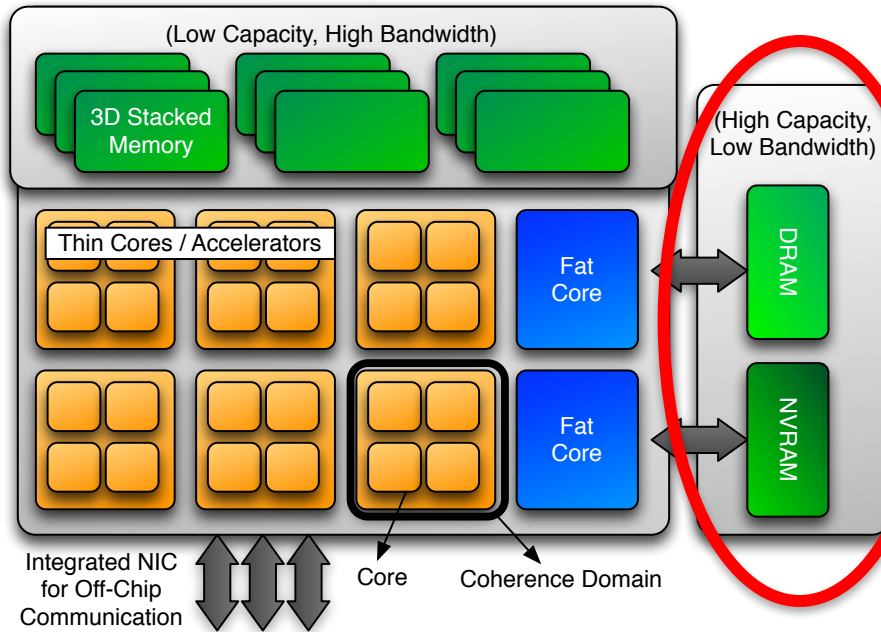 (Low Capacity, High Bandwidth)
3D Stacked
Memory
(High Capacity,
Low Bandwidth)
Thin Cores / Accelerators
Fat
Core
DRAM
Fat
Core
NVRAM
Integrated NIC
for Off-Chip
Communication
Core
Coherence Domain